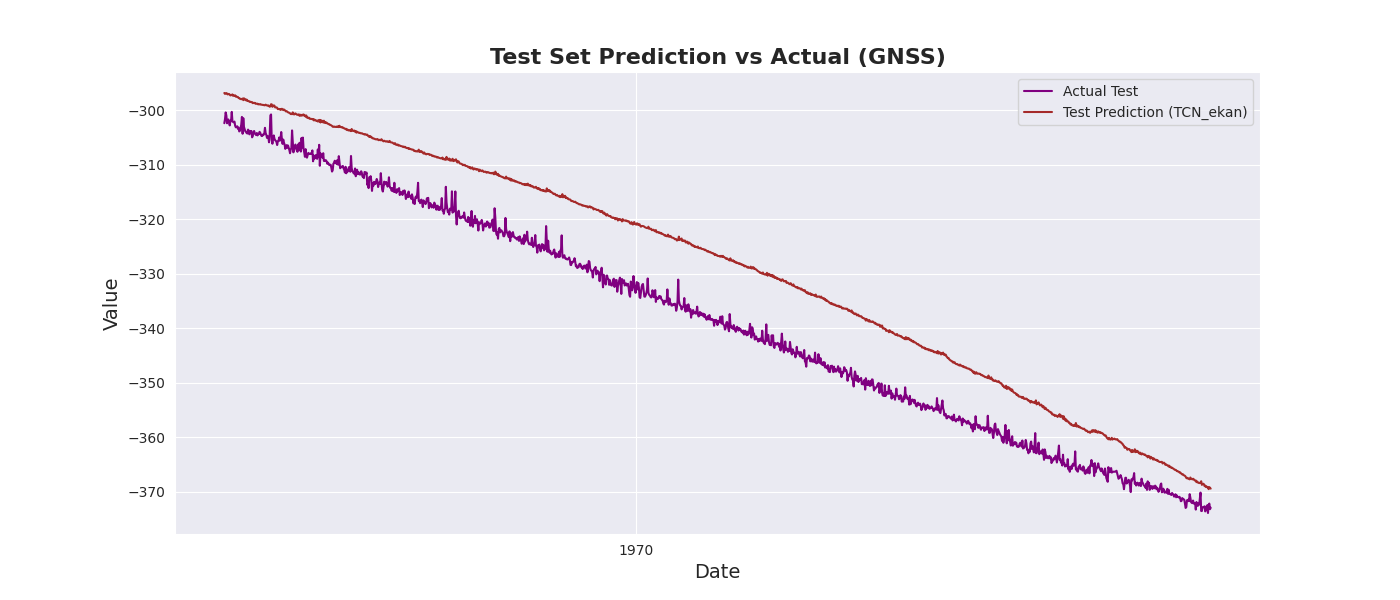 Test Set Prediction vs Actual (GNSS)
Actual Test
Test Prediction (TCN_ekan)
−300
−310
−320
−330
−340
−350
−360
−370
Value
1970
Date